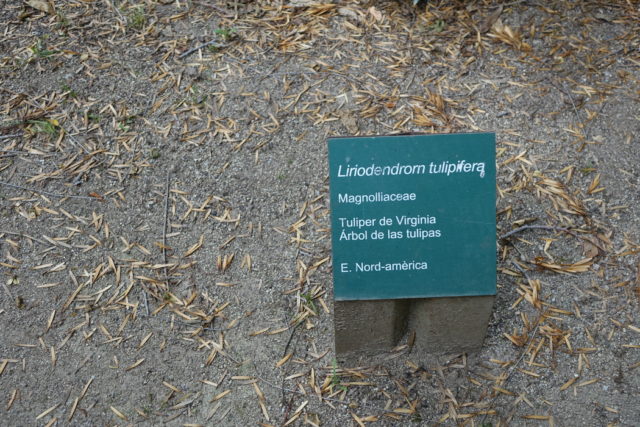 Liriodendrom tulipifera
Magnolliaceae
Tuliper de Virginia
Árbol de las tulipas
E. Nord-amèrica